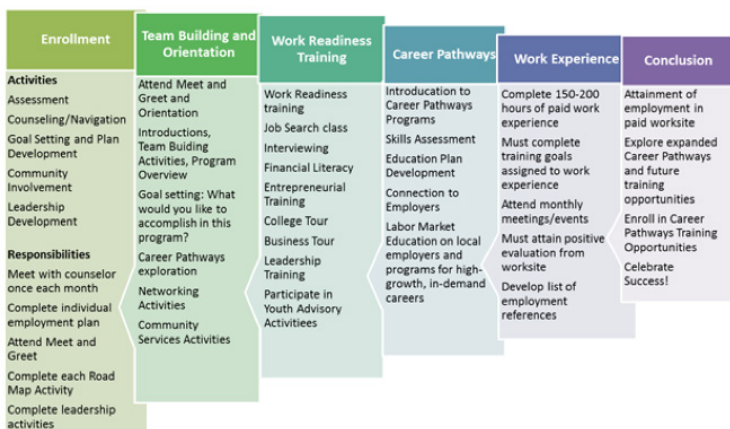 Enrollment
Activities
Assessment
Counseling/Navigation
Goal Setting and Plan
Development
Community
Involvement
Leadership
Development
Responsibilities
Meet with counselor
once each month
Complete individual
employment plan
Attend Meet and
Greet
Complete each Road
Map Activity
Complete leadership
activities
Team Building and
Orientation
Attend Meet and
Greet and
Orientation
Introductions,
Team Buiding
Activities, Program
Overview
Goal setting: What
would you like to
accomplish in this
program?
Career Pathways
exploration
Networking
Activities
Community
Services Activities
Work Readiness
Training
Work Readiness
training
Job Search class
Interviewing
Financial Literacy
Entrepreneurial
Training
College Tour
Business Tour
Leadership
Training
Participate in
Youth Advisory
Activitiees
Career Pathways
Introducation to
Career Pathways
Programs
Skills Assessment
Education Plan
Development
Connection to
Employers
Labor Market
Education on local
employers and
programs for high-
growth, in-demand
careers
Work Experience
Complete 150-200
hours of paid work
experience
Must complete
training goals
assigned to work
experience
Attend monthly
meetings/events
Must attain positive
evaluation from
worksite
Develop list of
employment
references
Conclusion
Attainment of
employment in
paid worksite
Explore expanded
Career Pathways
and future
training
opportunities
Enroll in Career
Pathways Training
Opportunities
Celebrate
Success!